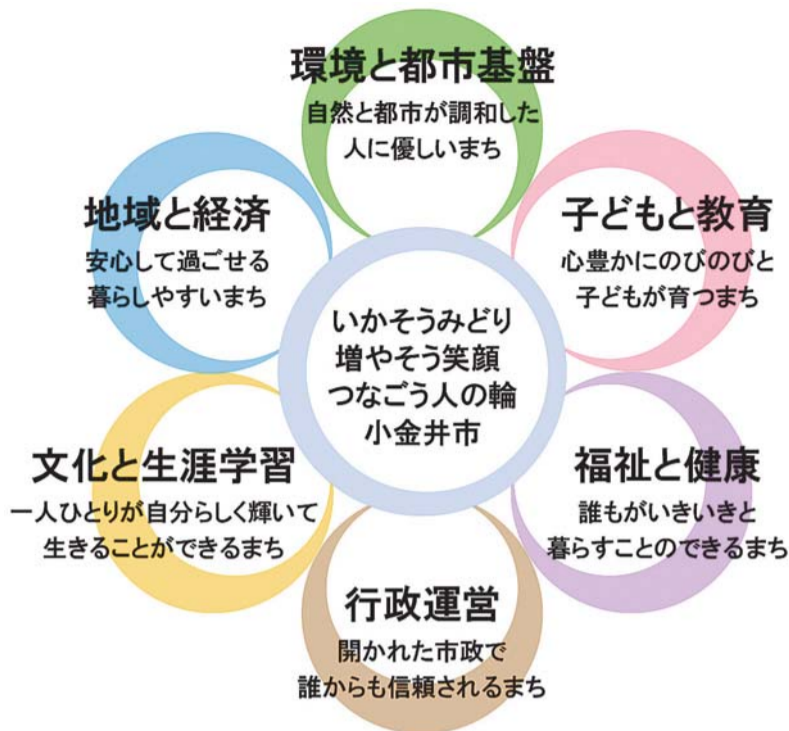 環境と都市基盤
自然と都市が調和した
人に優しいまち
地域と経済
安心して過ごせる
暮らしやすいまち
子どもと教育
心豊かにのびのびと
子どもが育つまち
いかそうみどり
増やそう笑顔
つなごう人の輪
小金井市
文化と生涯学習
一人ひとりが自分らしく輝いて
生きることができるまち
福祉と健康
誰もがいきいきと
暮らすことのできるまち
行政運営
開かれた市政で
誰からも信頼されるまち